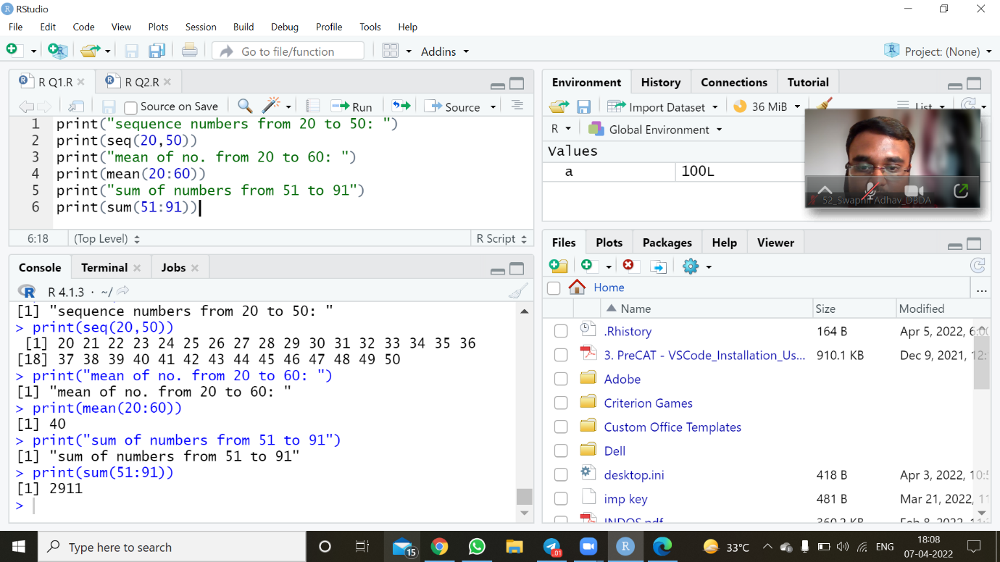 RStudio
File Edit Code View Plots Session Build Debug Profile Tools Help
Go to file/function Addins Project: (None)
R Q1.R R Q2.R
Source on Save Run Source
1 print("sequence numbers from 20 to 50: ")
2 print(seq(20,50))
3 print("mean of no. from 20 to 60: ")
4 print(mean(20:60))
5 print("sum of numbers from 51 to 91")
6 print(sum(51:91))
6:18 (Top Level) R Script
Console Terminal Jobs
R 4.1.3 · ~/
[1] "sequence numbers from 20 to 50: "
> print(seq(20,50))
[1] 20 21 22 23 24 25 26 27 28 29 30 31 32 33 34 35 36
[18] 37 38 39 40 41 42 43 44 45 46 47 48 49 50
> print("mean of no. from 20 to 60: ")
[1] "mean of no. from 20 to 60: "
> print(mean(20:60))
[1] 40
> print("sum of numbers from 51 to 91")
[1] "sum of numbers from 51 to 91"
> print(sum(51:91))
[1] 2911
>
Environment History Connections Tutorial
Import Dataset 36 MiB List
R Global Environment
Values
a 100L
52_Swapnil Adhav_DBDA
Files Plots Packages Help Viewer
Home ...
Name Size Modified
.Rhistory 164 B Apr 5, 2022, 6:00
3. PreCAT - VSCode_Installation_Us... 910.1 KB Dec 9, 2021, 12:
Adobe
Criterion Games
Custom Office Templates
Dell
desktop.ini 418 B Apr 3, 2022, 10:5
imp key 481 B Mar 21, 2022, 11
INDOS.pdf 360.2 KB Feb 8, 2022,
Type here to search 15 .01 33°C ENG 18:08
07-04-2022